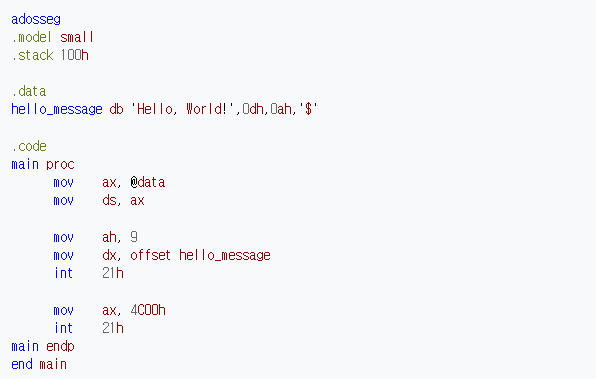 adosseg
.model small
.stack 100h
.data
hello_message db 'Hello, World!',0dh,0ah,'$'
.code
main proc
mov ax, @data
mov ds, ax
mov ah, 9
mov dx, offset hello_message
int 21h
mov ax, 4C00h
int 21h
main endp
end main